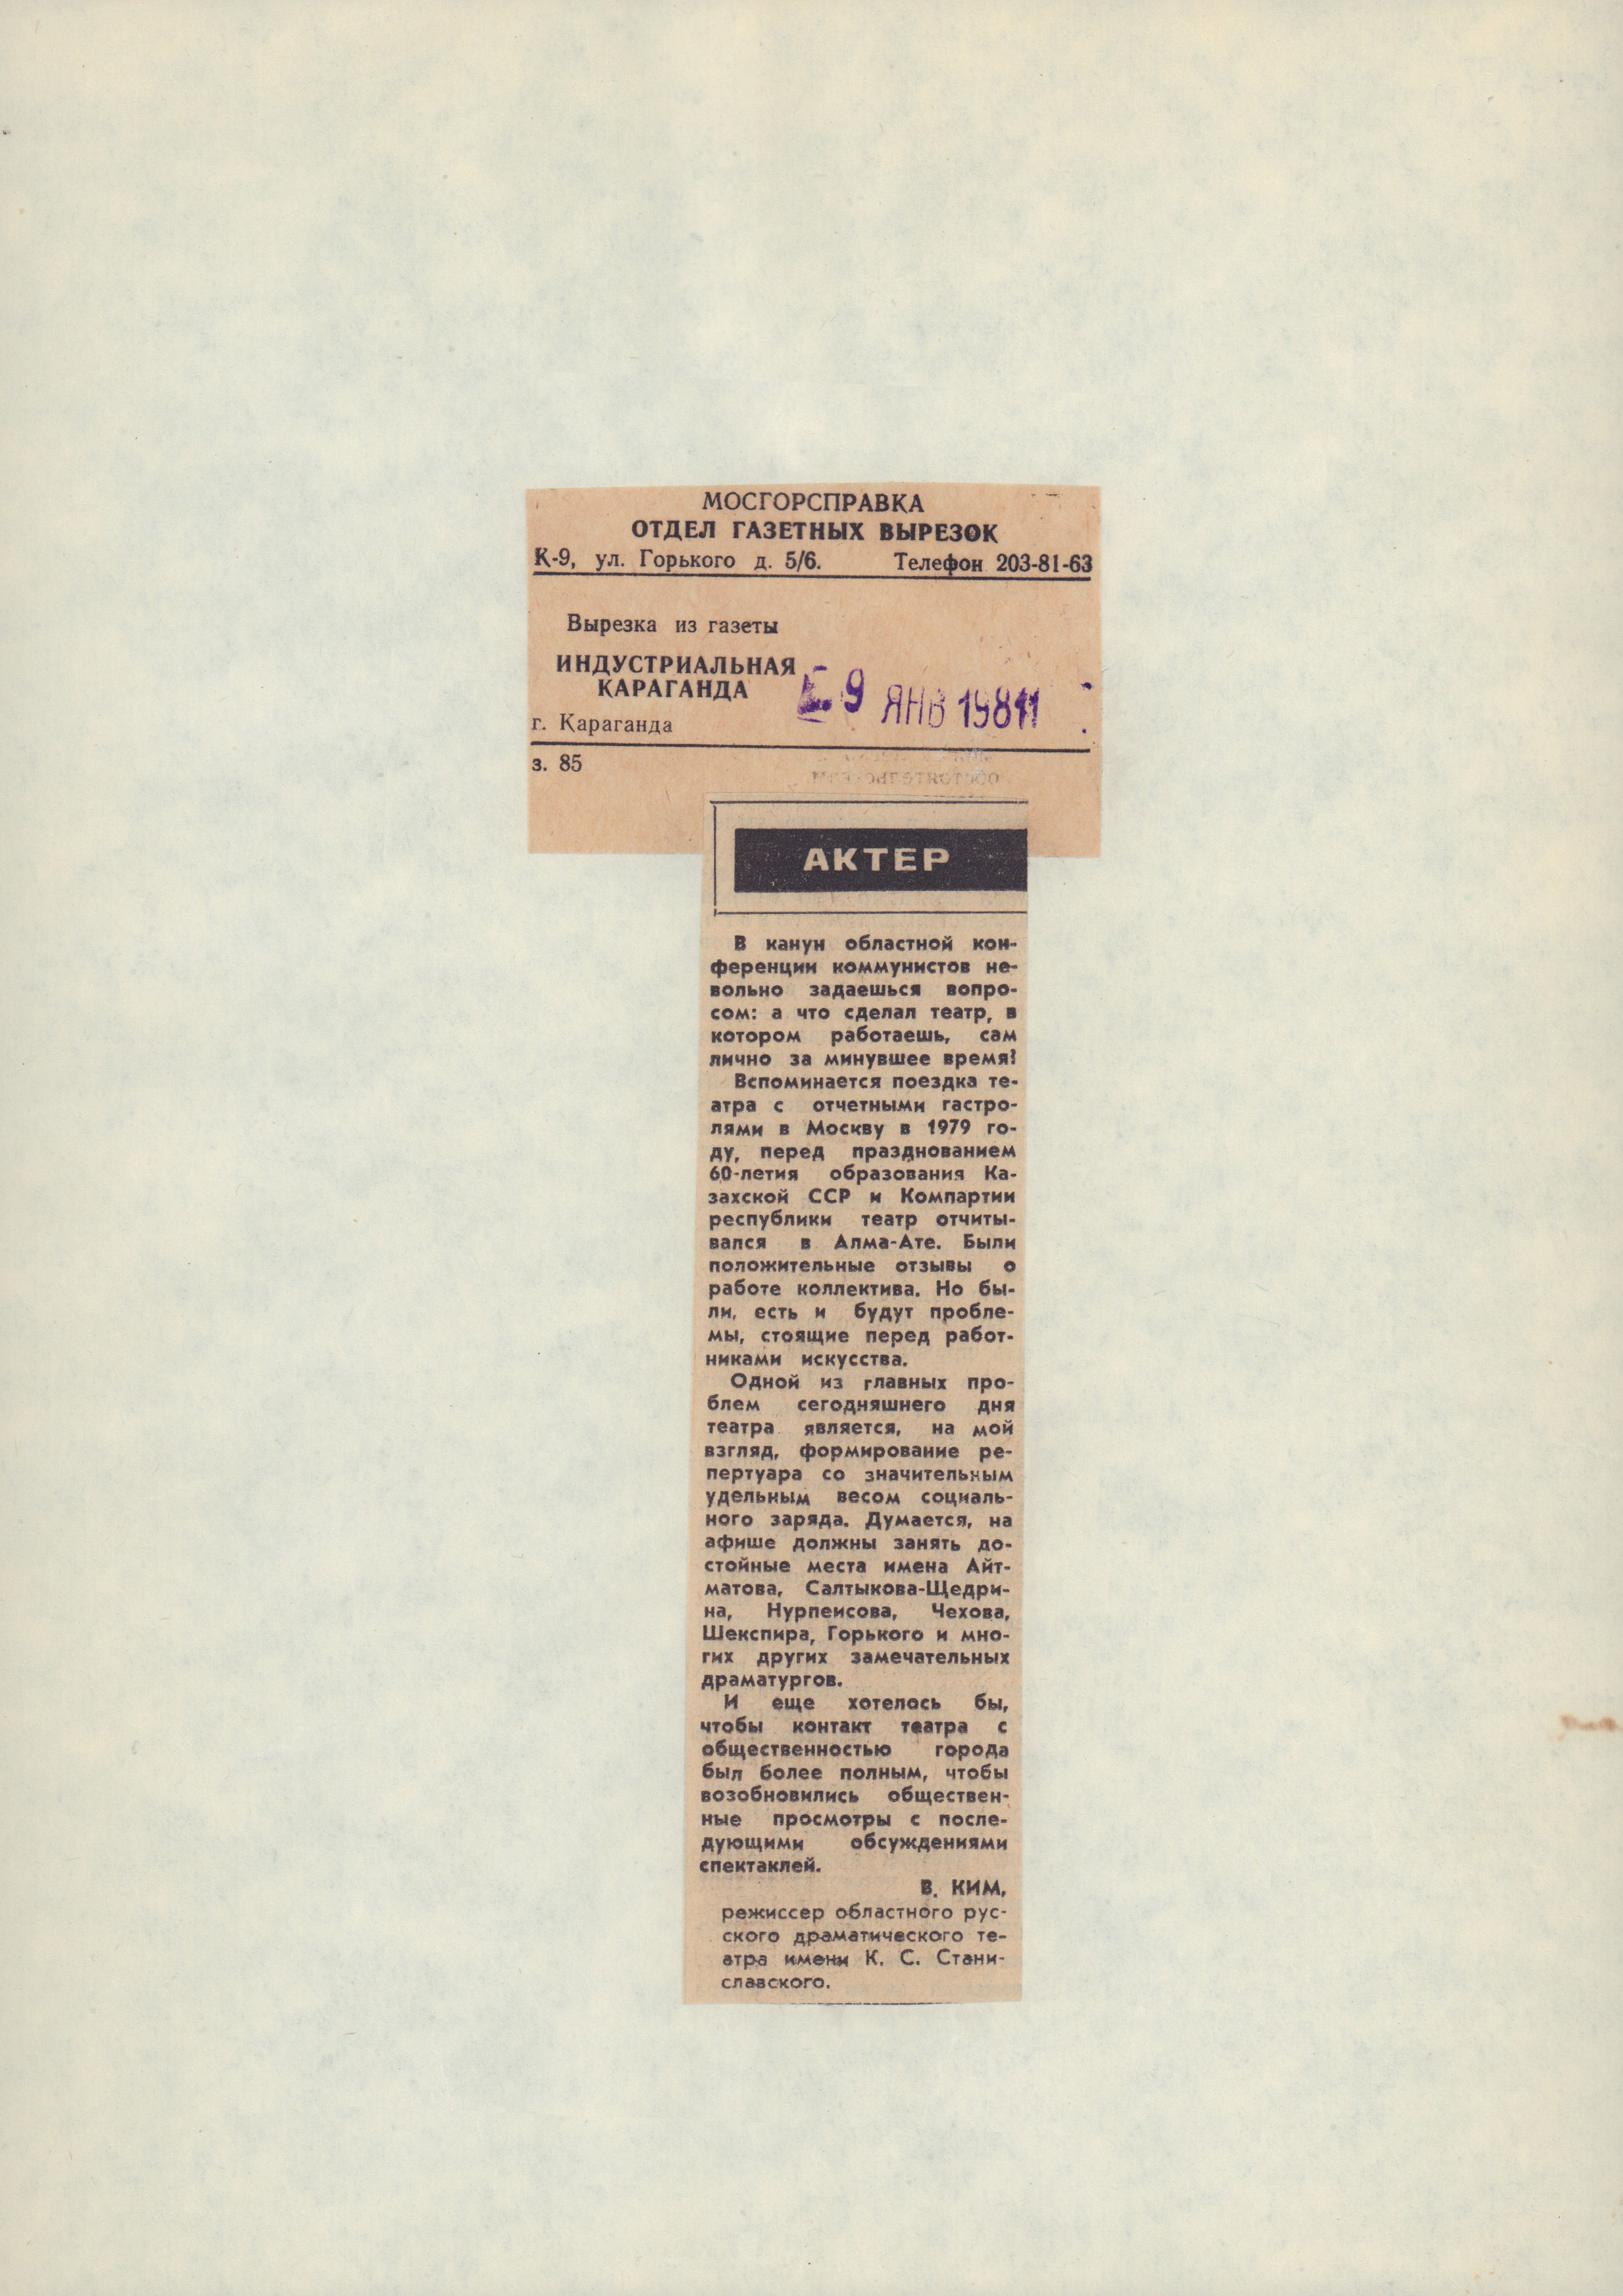 МОСГОРСПРАВКА
ОТДЕЛ ГАЗЕТНЫХ ВЫРЕЗОК
К-9, ул. Горького д. 5/6. Телефон 203-81-63
Вырезка из газеты
ИНДУСТРИАЛЬНАЯ
КАРАГАНДА
9 ЯНВ 1981
г. Караганда
з. 85
АКТЕР
В канун областной кон-
ференции коммунистов не-
вольно задаешься вопро-
сом: а что сделал театр, в
котором работаешь, сам
лично за минувшее время?
Вспоминается поездка те-
атра с отчетными гастро-
лями в Москву в 1979 го-
ду, перед празднованием
60-летия образования Ка-
захской ССР и Компартии
республики театр отчиты-
вался в Алма-Ате. Были
положительные отзывы о
работе коллектива. Но бы-
ли, есть и будут пробле-
мы, стоящие перед работ-
никами искусства.
Одной из главных про-
блем сегодняшнего дня
театра является, на мой
взгляд, формирование ре-
пертуара со значительным
удельным весом социаль-
ного заряда. Думается, на
афише должны занять до-
стойные места имена Айт-
матова, Салтыкова-Щедри-
на, Нурпеисова, Чехова,
Шекспира, Горького и мно-
гих других замечательных
драматургов.
И еще хотелось бы,
чтобы контакт театра с
общественностью города
был более полным, чтобы
возобновились обществен-
ные просмотры с после-
дующими обсуждениями
спектаклей.
В. КИМ,
режиссер областного рус-
ского драматического те-
атра имени К. С. Стани-
славского.